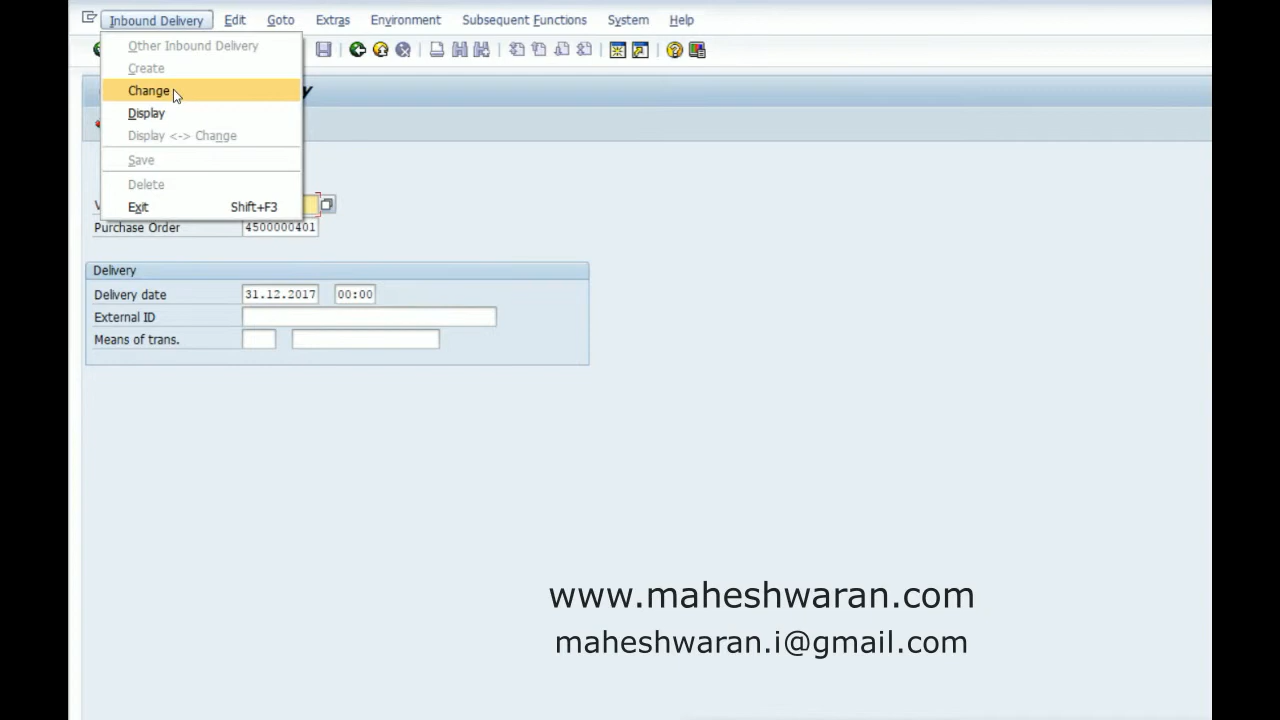 Inbound Delivery Edit Goto Extras Environment Subsequent Functions System Help
Other Inbound Delivery
Create
Change
Display
Display <-> Change
Save
Delete
Exit Shift+F3
Purchase Order 4500000401
Delivery
Delivery date 31.12.2017 00:00
External ID
Means of trans.
www.maheshwaran.com
maheshwaran.i@gmail.com